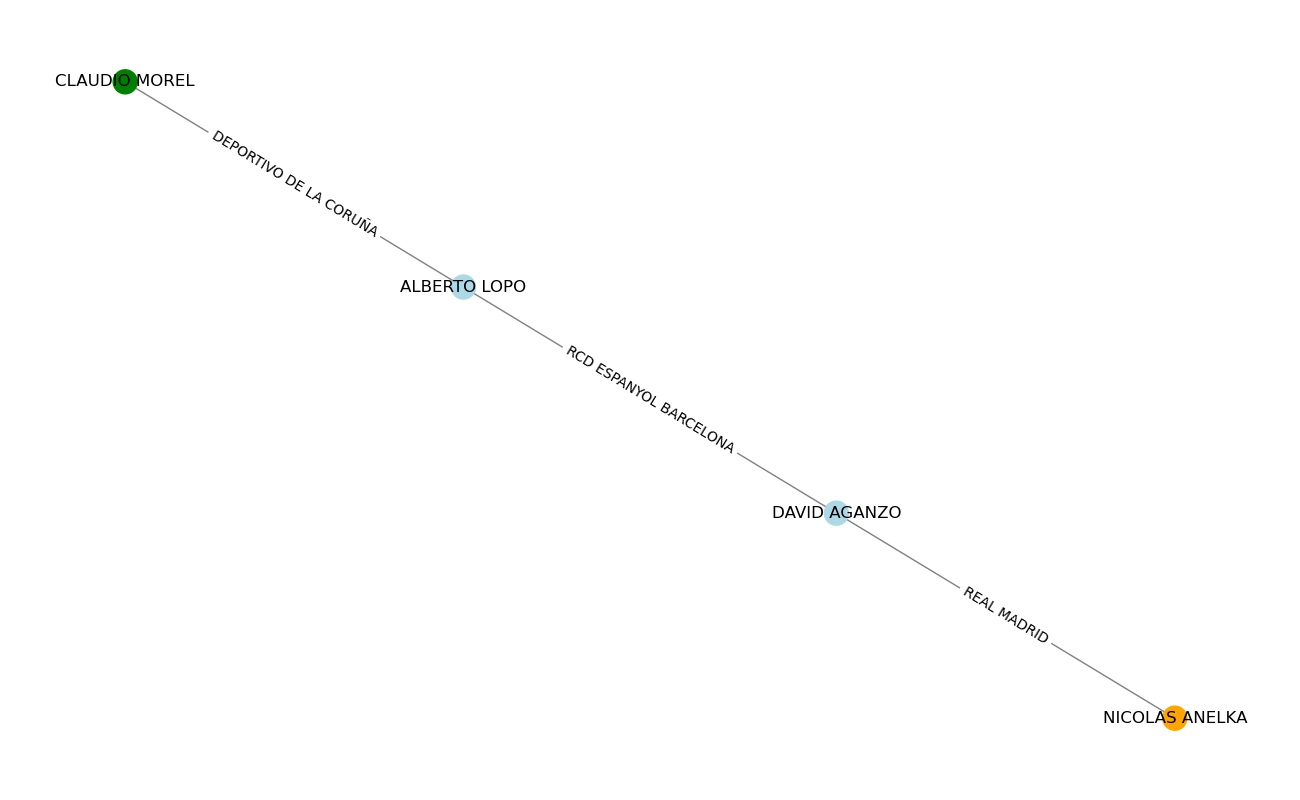 CLAUDIO MOREL
DEPORTIVO DE LA CORUÑA
ALBERTO LOPO
RCD ESPANYOL BARCELONA
DAVID AGANZO
REAL MADRID
NICOLAS ANELKA